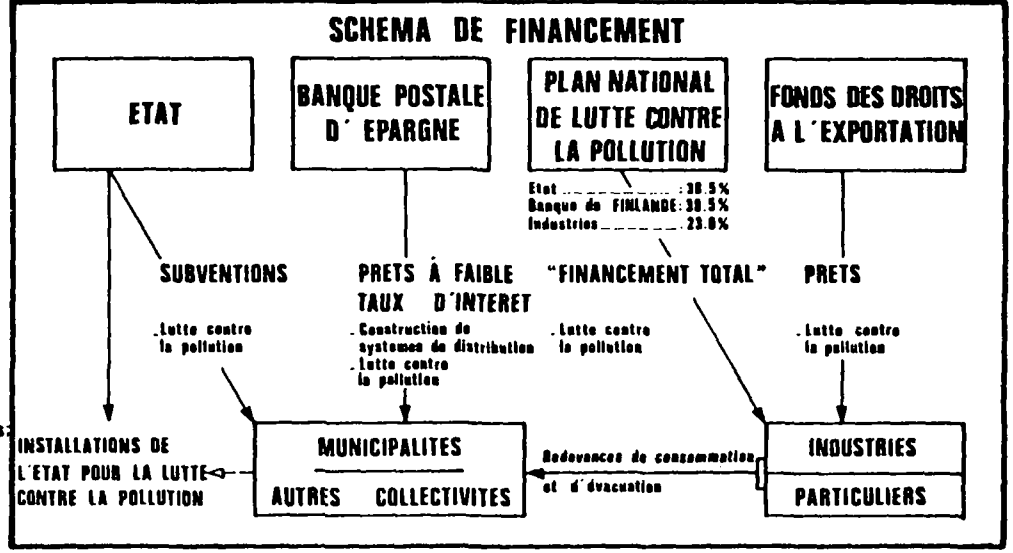 SCHEMA DE FINANCEMENT
ETAT
BANQUE POSTALE
D' EPARGNE
PLAN NATIONAL
DE LUTTE CONTRE
LA POLLUTION
FONDS DES DROITS
A L'EXPORTATION
Etat : 38.5%
Banque de FINLANDE: 38.5%
Industries : 23.0%
SUBVENTIONS
PRETS À FAIBLE
TAUX D'INTERET
"FINANCEMENT TOTAL"
PRETS
. Lutte contre
la pollution
. Construction de
systemes de distribution
. Lutte contre
la pollution
. Lutte contre
la pollution
. Lutte contre
la pollution
INSTALLATIONS DE
L'ETAT POUR LA LUTTE
CONTRE LA POLLUTION
MUNICIPALITES
AUTRES COLLECTIVITES
Redevances de consommation
et d'évacuation
INDUSTRIES
PARTICULIERS